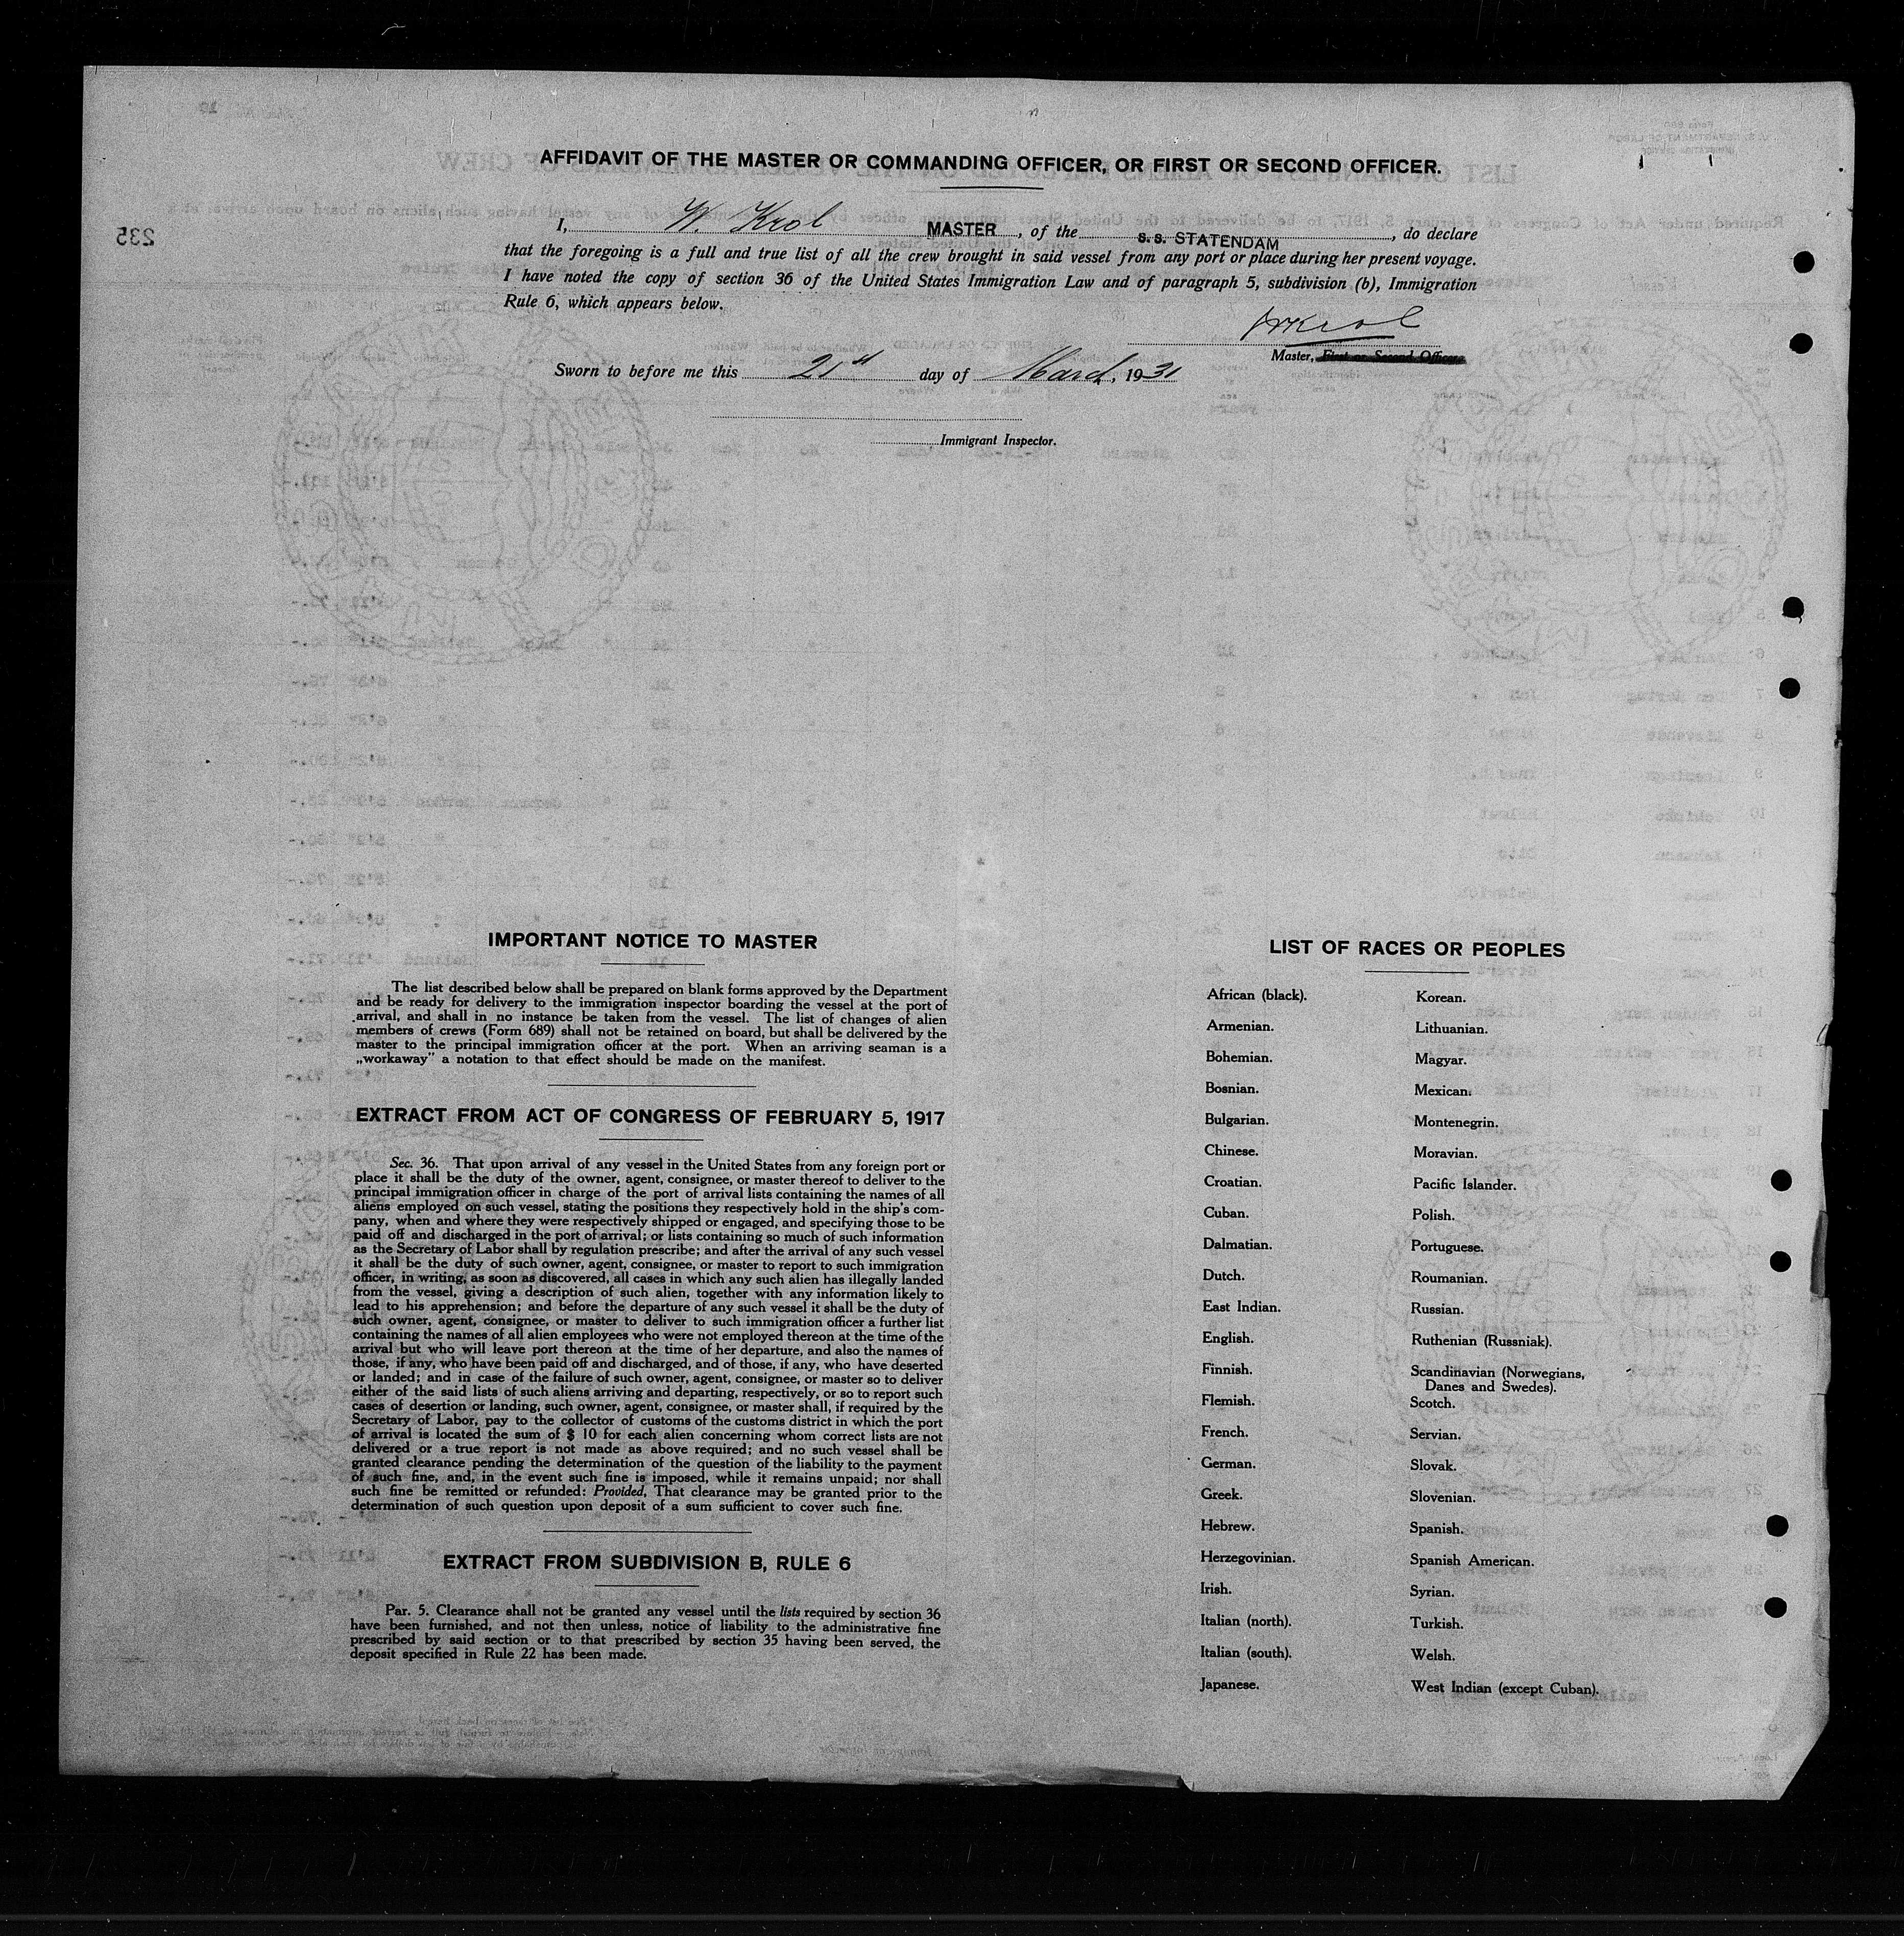 AFFIDAVIT OF THE MASTER OR COMMANDING OFFICER, OR FIRST OR SECOND OFFICER.
I, W. Krol MASTER, of the S.S. STATENDAM, do declare
that the foregoing is a full and true list of all the crew brought in said vessel from any port or place during her present voyage.
I have noted the copy of section 36 of the United States Immigration Law and of paragraph 5, subdivision (b), Immigration
Rule 6, which appears below.
WKrol
Master, First or Second Officer.
Sworn to before me this 21st day of March, 1931
Immigrant Inspector.
235
IMPORTANT NOTICE TO MASTER
The list described below shall be prepared on blank forms approved by the Department
and be ready for delivery to the immigration inspector boarding the vessel at the port of
arrival, and shall in no instance be taken from the vessel. The list of changes of alien
members of crews (Form 689) shall not be retained on board, but shall be delivered by the
master to the principal immigration officer at the port. When an arriving seaman is a
„workaway” a notation to that effect should be made on the manifest.
EXTRACT FROM ACT OF CONGRESS OF FEBRUARY 5, 1917
Sec. 36. That upon arrival of any vessel in the United States from any foreign port or
place it shall be the duty of the owner, agent, consignee, or master thereof to deliver to the
principal immigration officer in charge of the port of arrival lists containing the names of all
aliens employed on such vessel, stating the positions they respectively hold in the ship's com-
pany, when and where they were respectively shipped or engaged, and specifying those to be
paid off and discharged in the port of arrival; or lists containing so much of such information
as the Secretary of Labor shall by regulation prescribe; and after the arrival of any such vessel
it shall be the duty of such owner, agent, consignee, or master to report to such immigration
officer, in writing, as soon as discovered, all cases in which any such alien has illegally landed
from the vessel, giving a description of such alien, together with any information likely to
lead to his apprehension; and before the departure of any such vessel it shall be the duty of
such owner, agent, consignee, or master to deliver to such immigration officer a further list
containing the names of all alien employees who were not employed thereon at the time of the
arrival but who will leave port thereon at the time of her departure, and also the names of
those, if any, who have been paid off and discharged, and of those, if any, who have deserted
or landed; and in case of the failure of such owner, agent, consignee, or master so to deliver
either of the said lists of such aliens arriving and departing, respectively, or so to report such
cases of desertion or landing, such owner, agent, consignee, or master shall, if required by the
Secretary of Labor, pay to the collector of customs of the customs district in which the port
of arrival is located the sum of $ 10 for each alien concerning whom correct lists are not
delivered or a true report is not made as above required; and no such vessel shall be
granted clearance pending the determination of the question of the liability to the payment
of such fine, and, in the event such fine is imposed, while it remains unpaid; nor shall
such fine be remitted or refunded: Provided, That clearance may be granted prior to the
determination of such question upon deposit of a sum sufficient to cover such fine.
EXTRACT FROM SUBDIVISION B, RULE 6
Par. 5. Clearance shall not be granted any vessel until the lists required by section 36
have been furnished, and not then unless, notice of liability to the administrative fine
prescribed by said section or to that prescribed by section 35 having been served, the
deposit specified in Rule 22 has been made.
LIST OF RACES OR PEOPLES
African (black).
Armenian.
Bohemian.
Bosnian.
Bulgarian.
Chinese.
Croatian.
Cuban.
Dalmatian.
Dutch.
East Indian.
English.
Finnish.
Flemish.
French.
German.
Greek.
Hebrew.
Herzegovinian.
Irish.
Italian (north).
Italian (south).
Japanese.
Korean.
Lithuanian.
Magyar.
Mexican.
Montenegrin.
Moravian.
Pacific Islander.
Polish.
Portuguese.
Roumanian.
Russian.
Ruthenian (Russniak).
Scandinavian (Norwegians,
Danes and Swedes).
Scotch.
Servian.
Slovak.
Slovenian.
Spanish.
Spanish American.
Syrian.
Turkish.
Welsh.
West Indian (except Cuban).